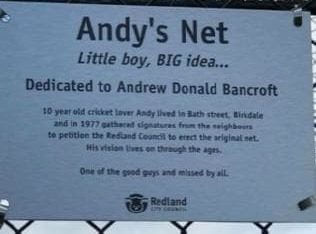 Andy's Net
Little boy, BIG idea...
Dedicated to Andrew Donald Bancroft
10 year old cricket lover Andy lived in Bath street, Birkdale
and in 1977 gathered signatures from the neighbours
to petition the Redland Council to erect the original net.
His vision lives on through the ages.
One of the good guys and missed by all.
Redland
CITY COUNCIL